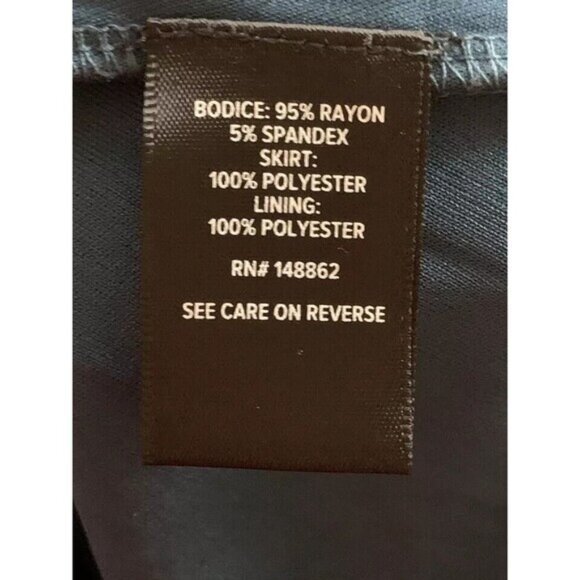 BODICE: 95% RAYON
5% SPANDEX
SKIRT:
100% POLYESTER
LINING:
100% POLYESTER
RN# 148862
SEE CARE ON REVERSE